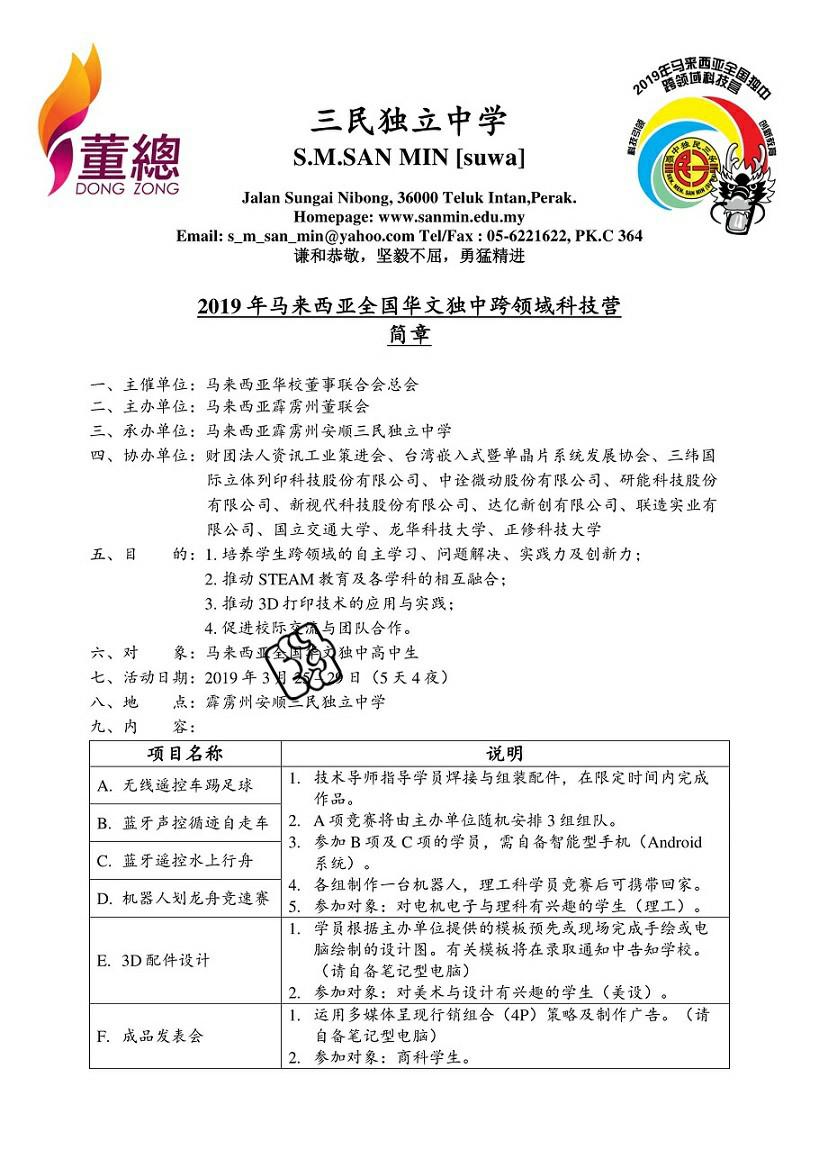 董總
DONG ZONG
2019年马来西亚全国独中
跨领域科技营
科技引领
创新教育
三民独立中学
S.M.SAN MIN [suwa]
Jalan Sungai Nibong, 36000 Teluk Intan,Perak.
Homepage: www.sanmin.edu.my
Email: s_m_san_min@yahoo.com Tel/Fax : 05-6221622, PK.C 364
谦和恭敬，坚毅不屈，勇猛精进
2019 年马来西亚全国华文独中跨领域科技营
简章
一、主催单位：马来西亚华校董事联合会总会
二、主办单位：马来西亚霹雳州董联会
三、承办单位：马来西亚霹雳州安顺三民独立中学
四、协办单位：财团法人资讯工业策进会、台湾嵌入式暨单晶片系统发展协会、三纬国
际立体列印科技股份有限公司、中诠微动股份有限公司、研能科技股份
有限公司、新视代科技股份有限公司、达亿新创有限公司、联造实业有
限公司、国立交通大学、龙华科技大学、正修科技大学
五、目　　的：1. 培养学生跨领域的自主学习、问题解决、实践力及创新力；
2. 推动 STEAM 教育及各学科的相互融合；
3. 推动 3D 打印技术的应用与实践；
4. 促进校际交流与团队合作。
六、对　　象：马来西亚全国华文独中高中生
七、活动日期：2019 年 3 月 25 – 29 日（5 天 4 夜）
八、地　　点：霹雳州安顺三民独立中学
九、内　　容：
项目名称 说明
A. 无线遥控车踢足球
B. 蓝牙声控循迹自走车
C. 蓝牙遥控水上行舟
D. 机器人划龙舟竞速赛
1. 技术导师指导学员焊接与组装配件，在限定时间内完成
作品。
2. A 项竞赛将由主办单位随机安排 3 组组队。
3. 参加 B 项及 C 项的学员，需自备智能型手机（Android
系统）。
4. 各组制作一台机器人，理工科学员竞赛后可携带回家。
5. 参加对象：对电机电子与理科有兴趣的学生（理工）。
E. 3D 配件设计
1. 学员根据主办单位提供的模板预先或现场完成手绘或电
脑绘制的设计图。有关模板将在录取通知中告知学校。
（请自备笔记型电脑）
2. 参加对象：对美术与设计有兴趣的学生（美设）。
F. 成品发表会
1. 运用多媒体呈现行销组合（4P）策略及制作广告。（请
自备笔记型电脑）
2. 参加对象：商科学生。